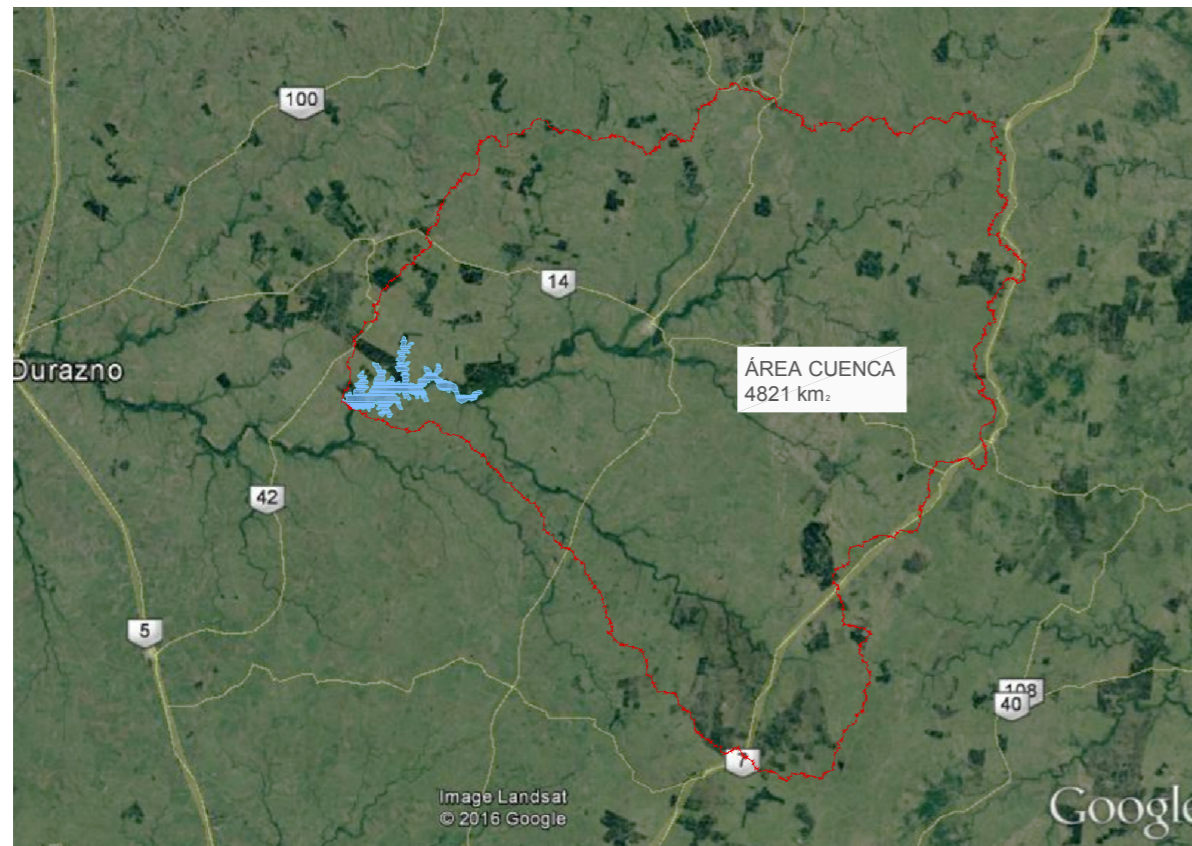 100
14
Durazno
ÁREA CUENCA
4821 km₂
42
5
108
40
7
Image Landsat
© 2016 Google
Google